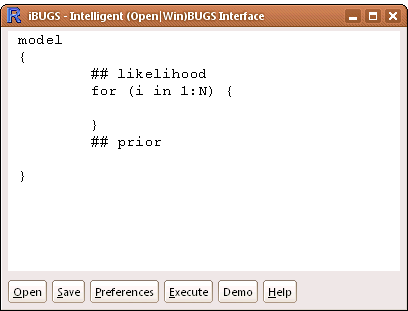 iBUGS - Intelligent (Open|Win)BUGS Interface
model
{
## likelihood
for (i in 1:N) {
}
## prior
}
Open Save Preferences Execute Demo Help